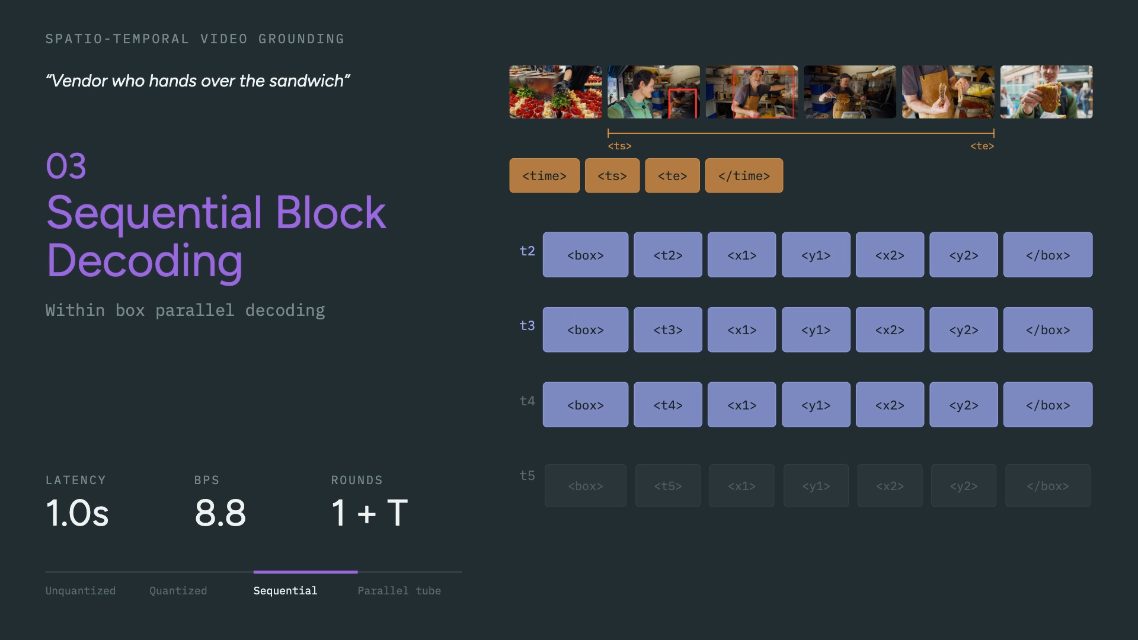 SPATIO-TEMPORAL VIDEO GROUNDING
“Vendor who hands over the sandwich”
03
Sequential Block
Decoding
Within box parallel decoding
LATENCY BPS ROUNDS
1.0s 8.8 1 + T
Unquantized Quantized Sequential Parallel tube
<ts> <te>
<time> <ts> <te> </time>
t2 <box> <t2> <x1> <y1> <x2> <y2> </box>
t3 <box> <t3> <x1> <y1> <x2> <y2> </box>
t4 <box> <t4> <x1> <y1> <x2> <y2> </box>
t5 <box> <t5> <x1> <y1> <x2> <y2> </box>